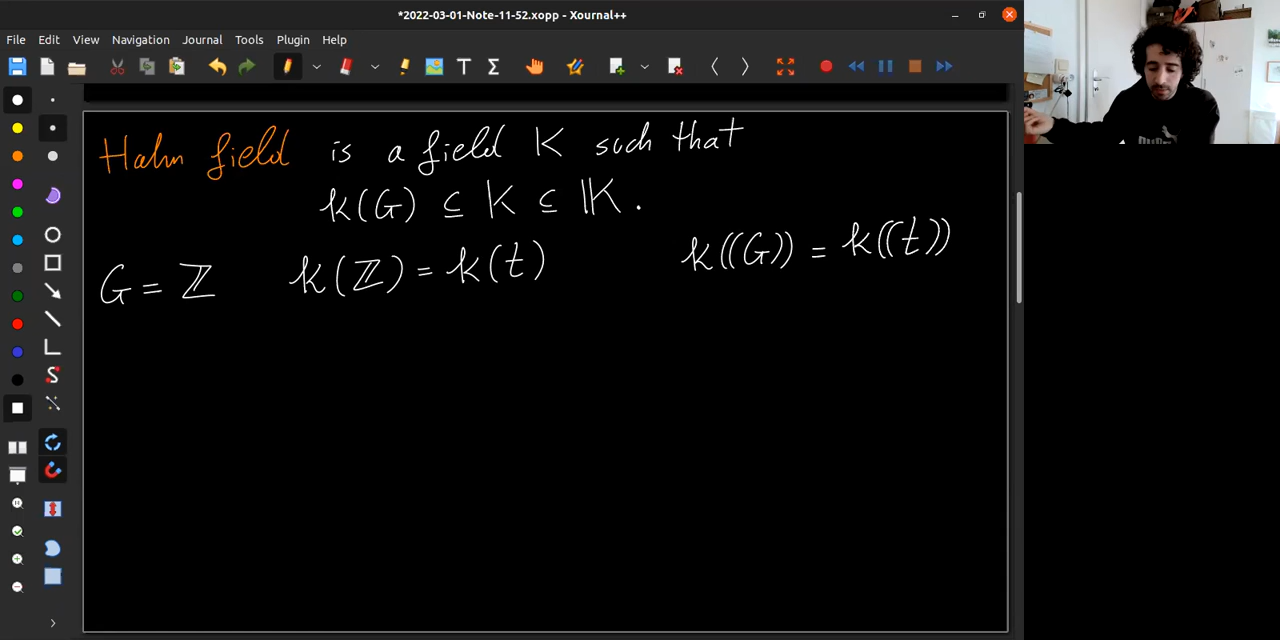 *2022-03-01-Note-11-52.xopp - Xournal++
File Edit View Navigation Journal Tools Plugin Help
Hahn field is a field K such that
k(G) ⊆ K ⊆ 𝕂.
G = ℤ k(ℤ) = k(t) k((G)) = k((t))